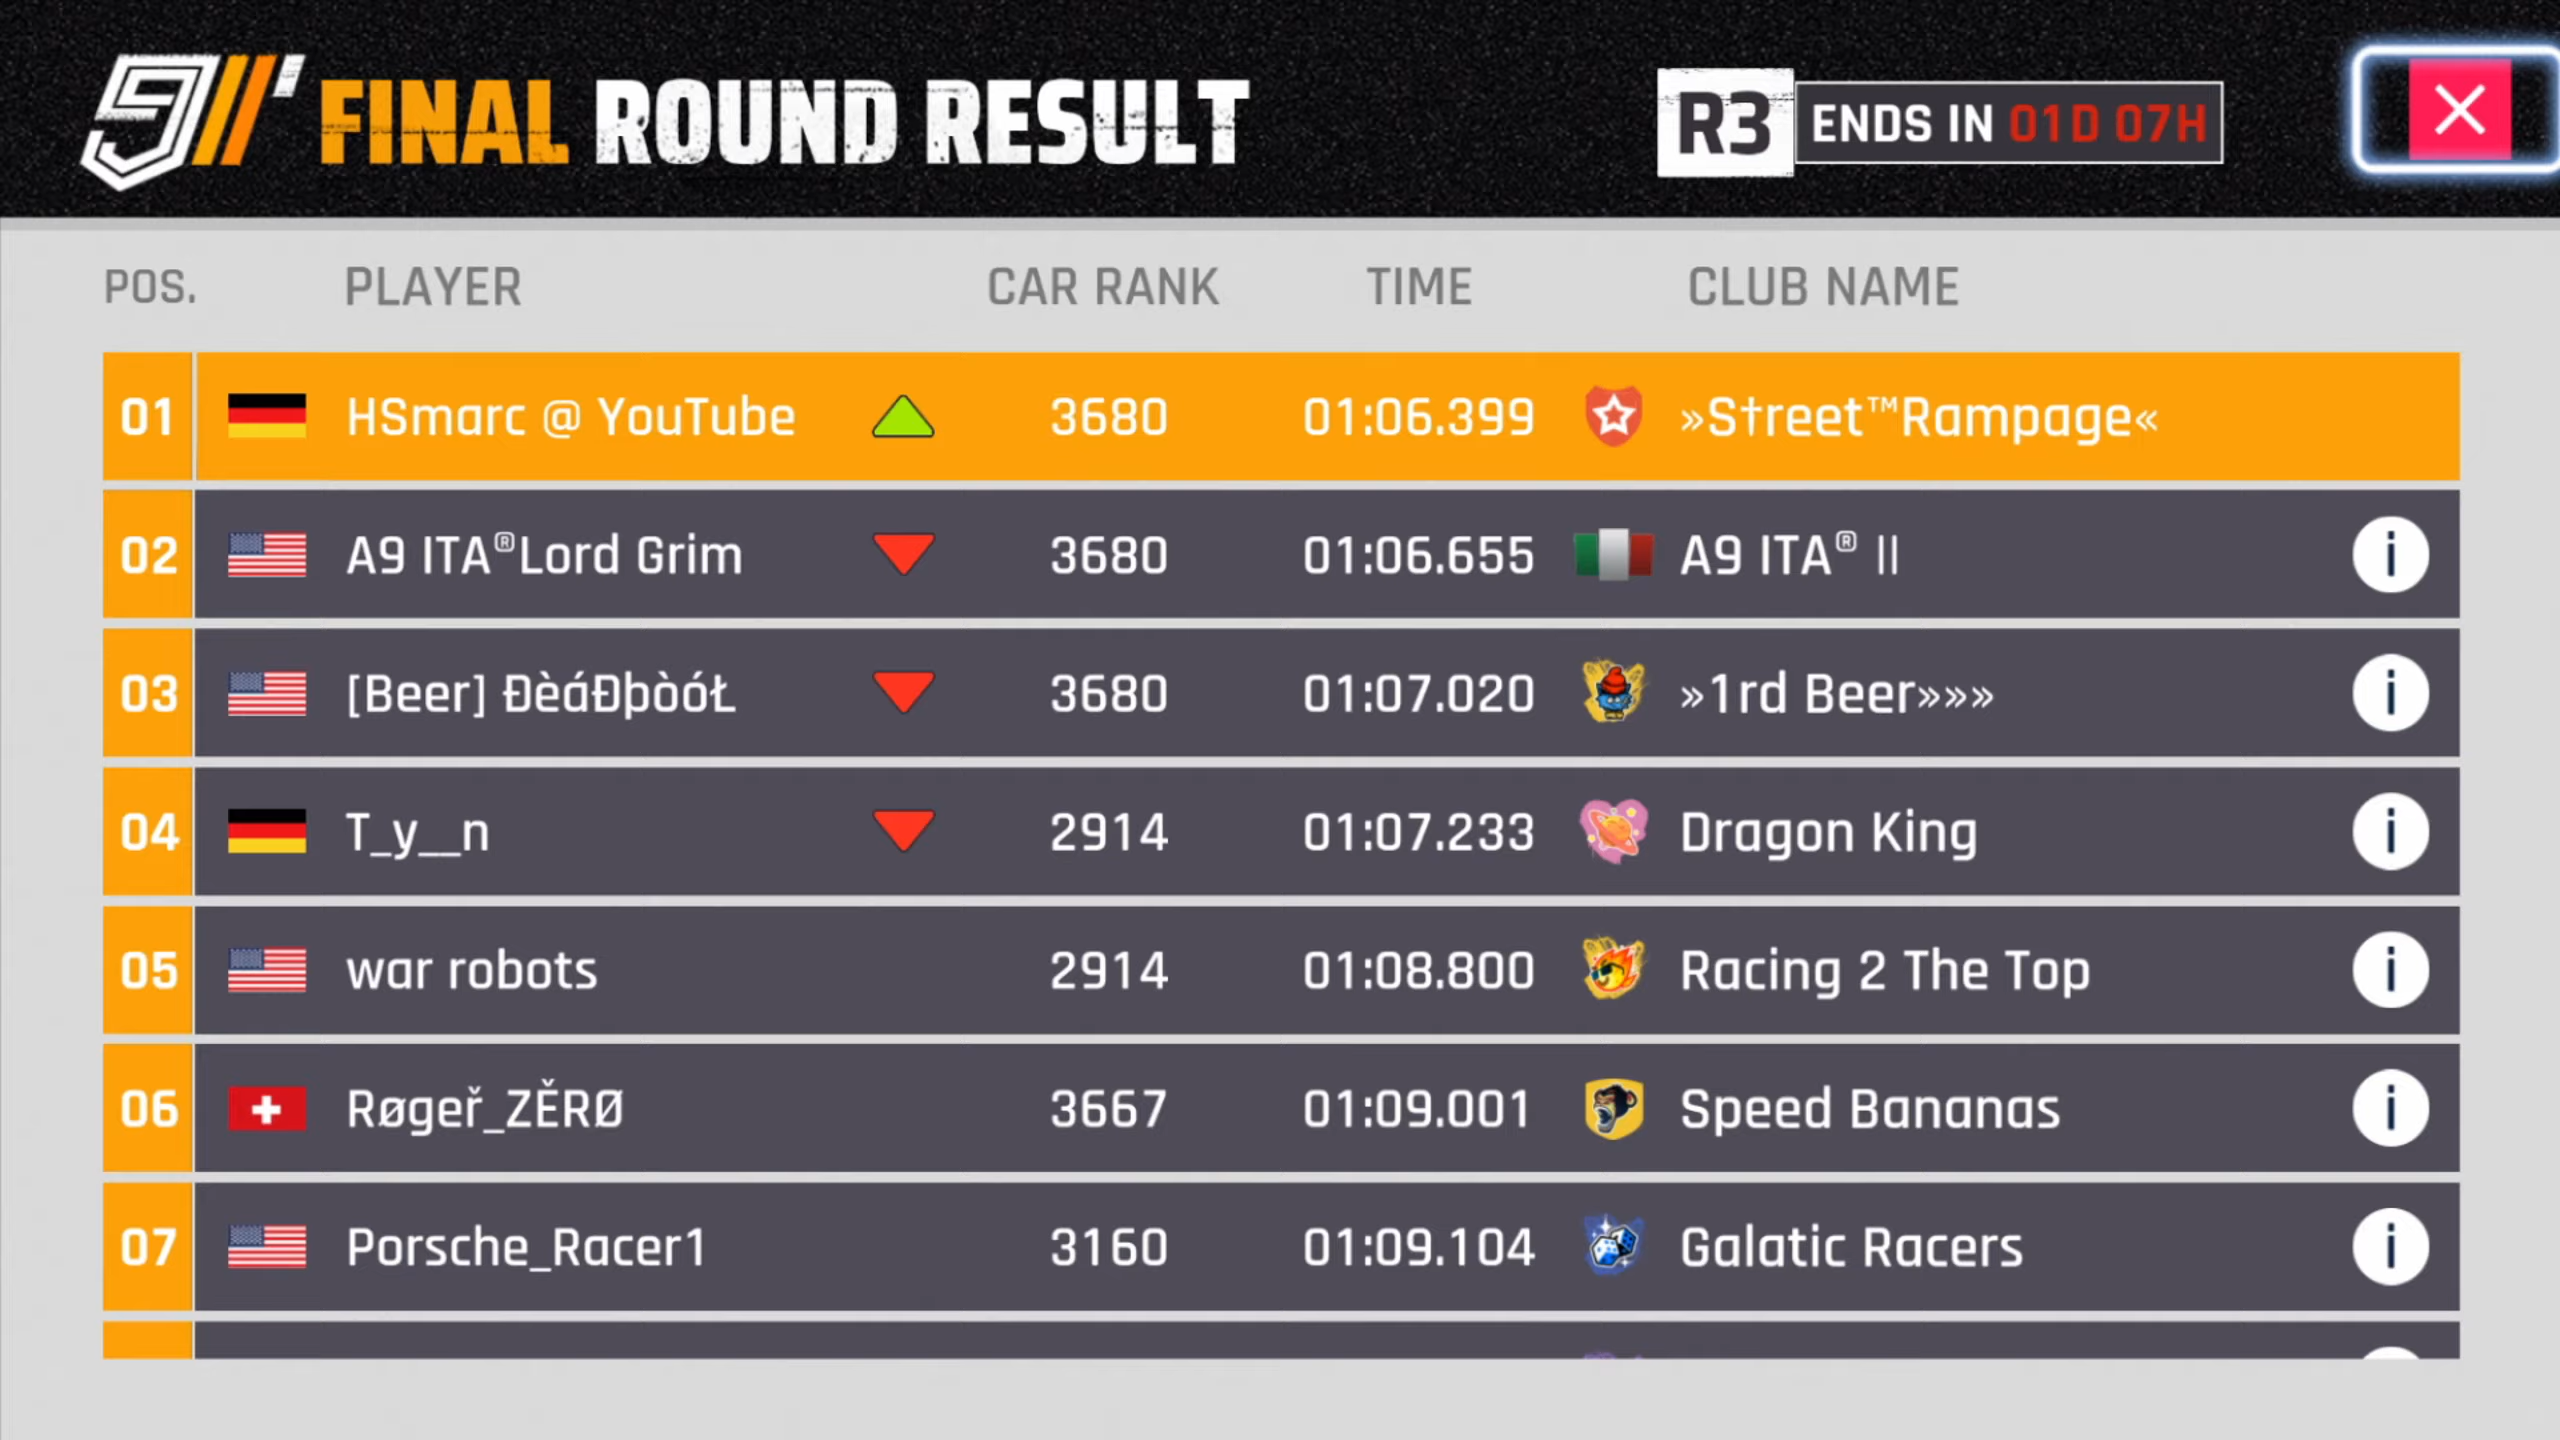 9 FINAL ROUND RESULT R3 ENDS IN 01D 07H
POS. PLAYER CAR RANK TIME CLUB NAME
01 HSmarc @ YouTube 3680 01:06.399 »S†reet™Rampage«
02 A9 ITA®Lord Grim 3680 01:06.655 A9 ITA® ||
03 [Beer] ÐèáÐþòóŁ 3680 01:07.020 »1rd Beer»»»
04 T_y__n 2914 01:07.233 Dragon King
05 war robots 2914 01:08.800 Racing 2 The Top
06 Røgeř_ZĚRØ 3667 01:09.001 Speed Bananas
07 Porsche_Racer1 3160 01:09.104 Galatic Racers